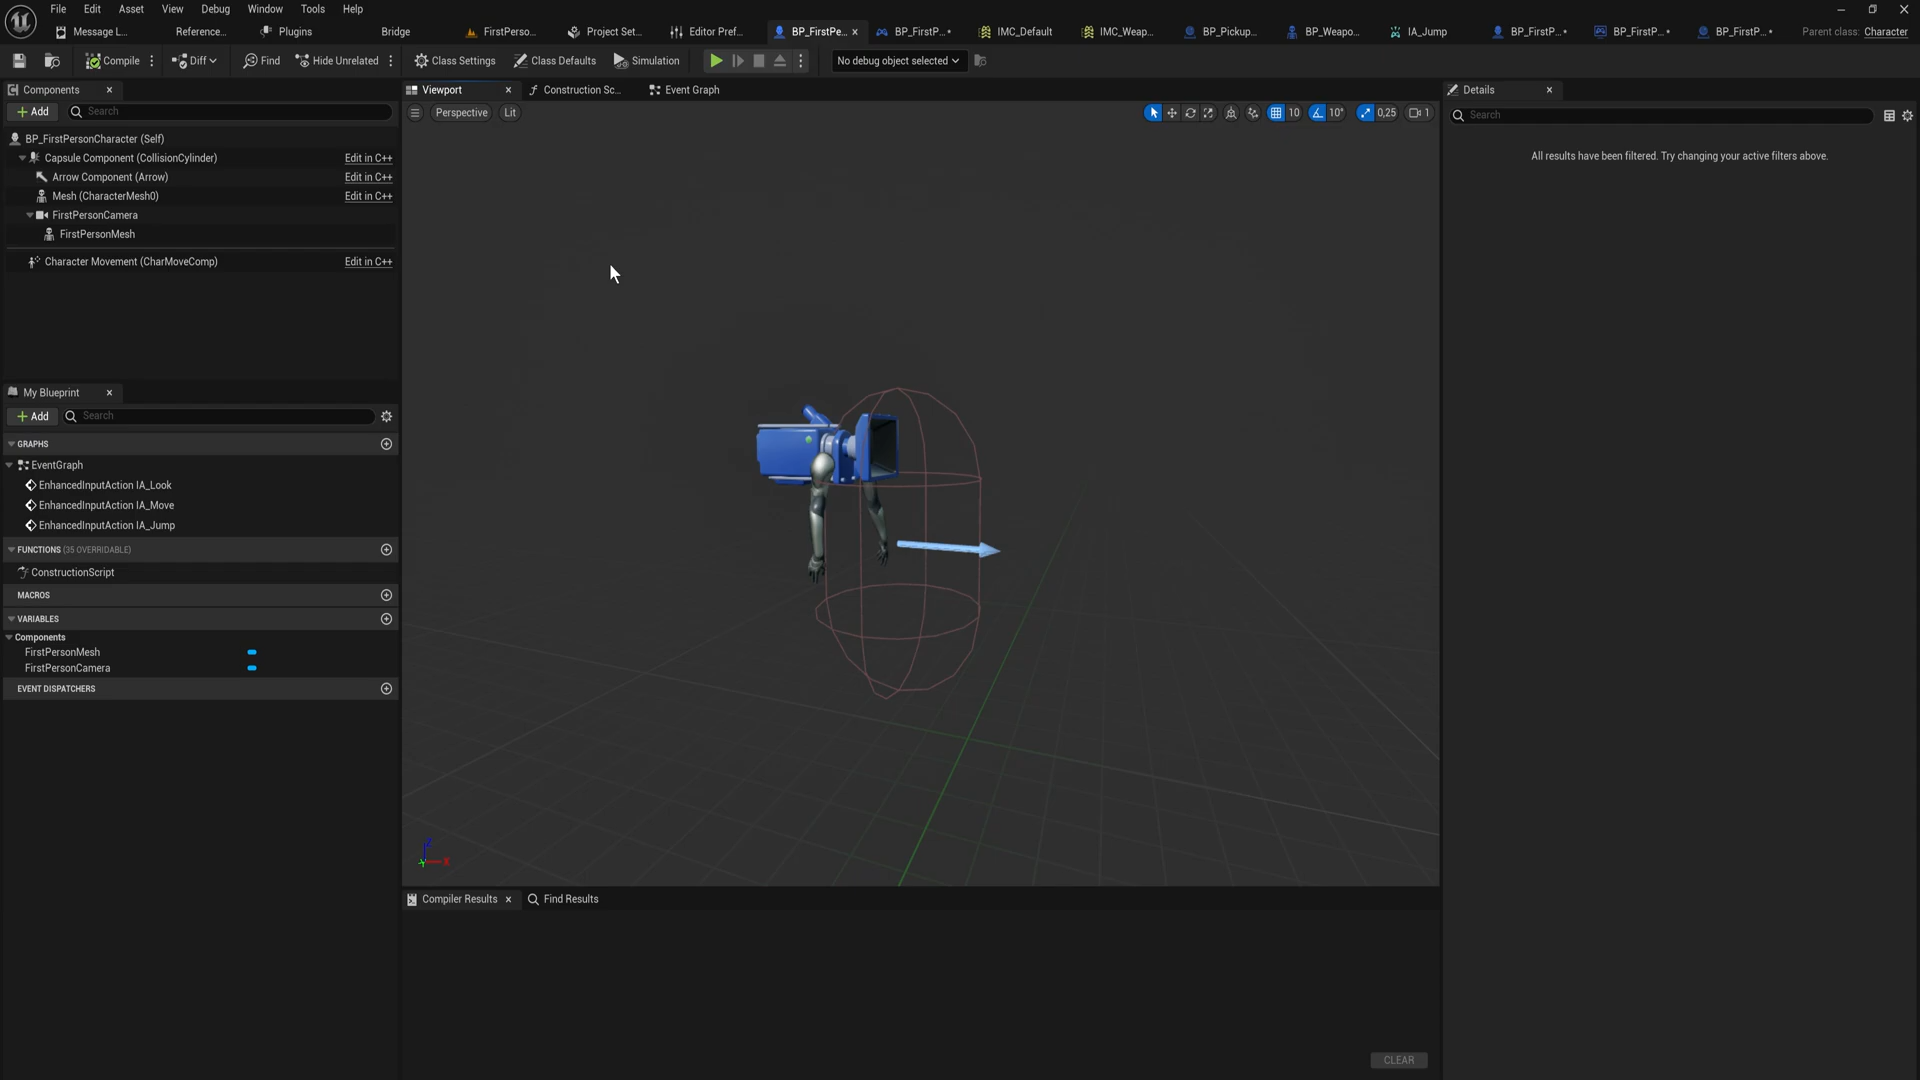 File Edit Asset View Debug Window Tools Help
Message L... Reference... Plugins Bridge FirstPerso... Project Set... Editor Pref... BP_FirstPe... BP_FirstP...• IMC_Default IMC_Weap... BP_Pickup... BP_Weapo... IA_Jump BP_FirstP...• BP_FirstP...• BP_FirstP...• Parent class: Character
Compile Diff Find Hide Unrelated Class Settings Class Defaults Simulation No debug object selected
Components
Viewport Construction Sc... Event Graph
Details
Add Search
Perspective Lit 10 10° 0,25 1
Search
All results have been filtered. Try changing your active filters above.
BP_FirstPersonCharacter (Self)
Capsule Component (CollisionCylinder) Edit in C++
Arrow Component (Arrow) Edit in C++
Mesh (CharacterMesh0) Edit in C++
FirstPersonCamera
FirstPersonMesh
Character Movement (CharMoveComp) Edit in C++
My Blueprint
Add Search
GRAPHS
EventGraph
EnhancedInputAction IA_Look
EnhancedInputAction IA_Move
EnhancedInputAction IA_Jump
FUNCTIONS (35 OVERRIDABLE)
ConstructionScript
MACROS
VARIABLES
Components
FirstPersonMesh
FirstPersonCamera
EVENT DISPATCHERS
Z
Y X
Compiler Results Find Results
CLEAR